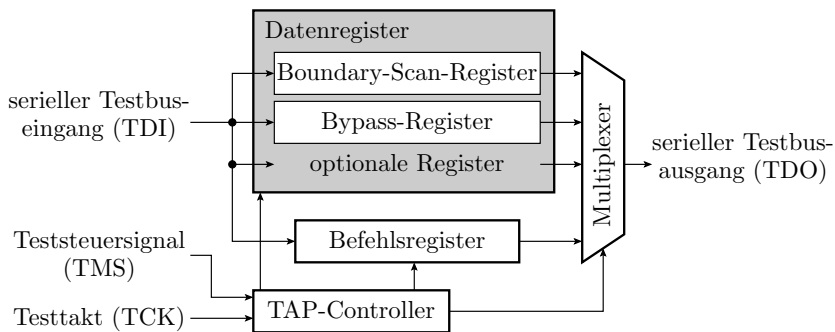 Datenregister
Boundary-Scan-Register
serieller Testbus-
eingang (TDI)
Bypass-Register
optionale Register
Multiplexer
serieller Testbus-
ausgang (TDO)
Befehlsregister
Teststeuersignal
(TMS)
Testtakt (TCK)
TAP-Controller